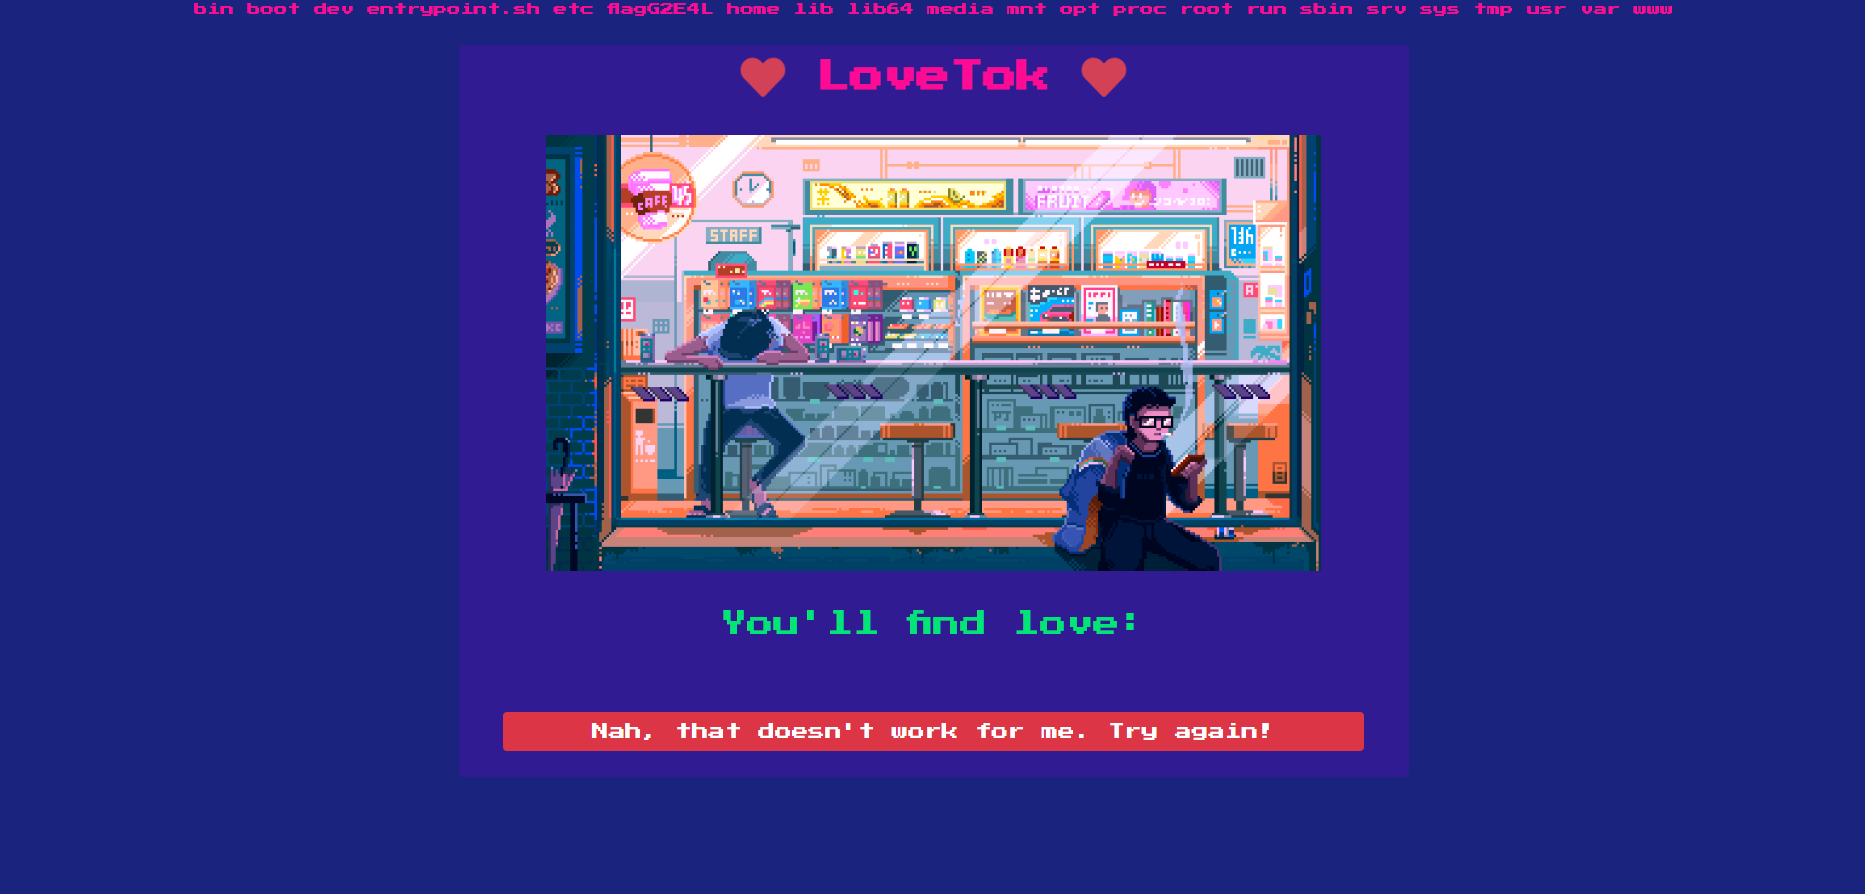 bin boot dev entrypoint.sh etc flagG2E4L home lib lib64 media mnt opt proc root run sbin srv sys tmp usr var www
LoveTok
CAFE
STAFF
FRUIT
You'll find love:
Nah, that doesn't work for me. Try again!